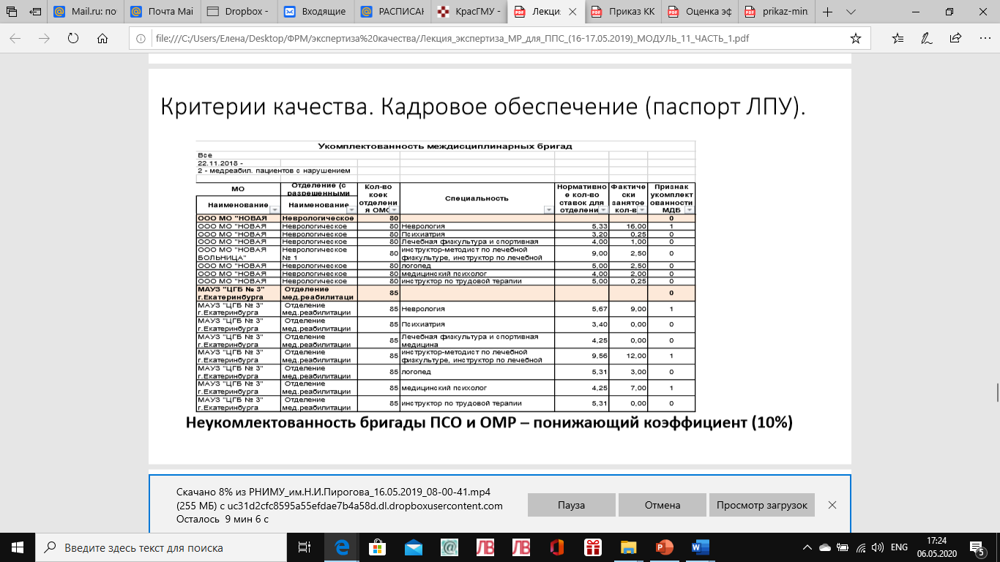 Mail.ru: по
Почта Mai
Dropbox -
Входящие
РАСПИСАН
КрасГМУ -
Лекци
Приказ КК
Оценка эф
prikaz-min
file:///C:/Users/Елена/Desktop/ФРМ/экспертиза%20качества/Лекция_экспертиза_МР_для_ППС_(16-17.05.2019)_МОДУЛЬ_11_ЧАСТЬ_1.pdf
Критерии качества. Кадровое обеспечение (паспорт ЛПУ).
Укомплектованность междисциплинарных бригад
Все
22.11.2018 -
2 - медреабил. пациентов с нарушением
МО Отделение (с разрешенными Кол-во коек отделени я ОМС Специальность Нормативно е кол-во ставок для отделени Фактиче ски занятое кол-в Признак укомплект ованности МДБ
Наименование Наименование
ООО МО "НОВАЯ Неврологическое 80 0
ООО МО "НОВАЯ Неврологическое 80 Неврология 5,33 16,00 1
ООО МО "НОВАЯ Неврологическое 80 Психиатрия 3,20 0,25 0
ООО МО "НОВАЯ Неврологическое 80 Лечебная физкультура и спортивная 4,00 1,00 0
ООО МО "НОВАЯ БОЛЬНИЦА" Неврологическое № 1 80 инструктор-методист по лечебной физкультуре, инструктор по лечебной 9,00 2,50 0
ООО МО "НОВАЯ Неврологическое 80 логопед 5,00 2,50 0
ООО МО "НОВАЯ Неврологическое 80 медицинский психолог 4,00 2,00 0
ООО МО "НОВАЯ Неврологическое 80 инструктор по трудовой терапии 5,00 0,25 0
МАУЗ "ЦГБ № 3" г.Екатеринбурга Отделение мед.реабилитаци 85 0
МАУЗ "ЦГБ № 3" г.Екатеринбурга Отделение мед.реабилитации 85 Неврология 5,67 9,00 1
МАУЗ "ЦГБ № 3" г.Екатеринбурга Отделение мед.реабилитации 85 Психиатрия 3,40 0,00 0
МАУЗ "ЦГБ № 3" г.Екатеринбурга Отделение мед.реабилитации 85 Лечебная физкультура и спортивная медицина 4,25 0,00 0
МАУЗ "ЦГБ № 3" г.Екатеринбурга Отделение мед.реабилитации 85 инструктор-методист по лечебной физкультуре, инструктор по лечебной 9,56 12,00 1
МАУЗ "ЦГБ № 3" г.Екатеринбурга Отделение мед.реабилитации 85 логопед 5,31 3,00 0
МАУЗ "ЦГБ № 3" г.Екатеринбурга Отделение мед.реабилитации 85 медицинский психолог 4,25 7,00 1
МАУЗ "ЦГБ № 3" г.Екатеринбурга Отделение мед.реабилитации 85 инструктор по трудовой терапии 5,31 0,00 0
Неукомлектованность бригады ПСО и ОМР – понижающий коэффициент (10%)
Скачано 8% из РНИМУ_им.Н.И.Пирогова_16.05.2019_08-00-41.mp4
(255 МБ) с uc31d2cfc8595a55efdae7b4a58d.dl.dropboxusercontent.com
Осталось 9 мин 6 с
Пауза
Отмена
Просмотр загрузок
Введите здесь текст для поиска
ЛВ
ЛВ
ENG
17:24
06.05.2020
5